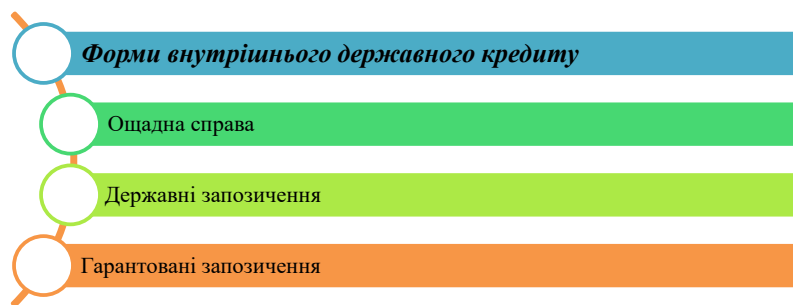 Форми внутрішнього державного кредиту
Ощадна справа
Державні запозичення
Гарантовані запозичення